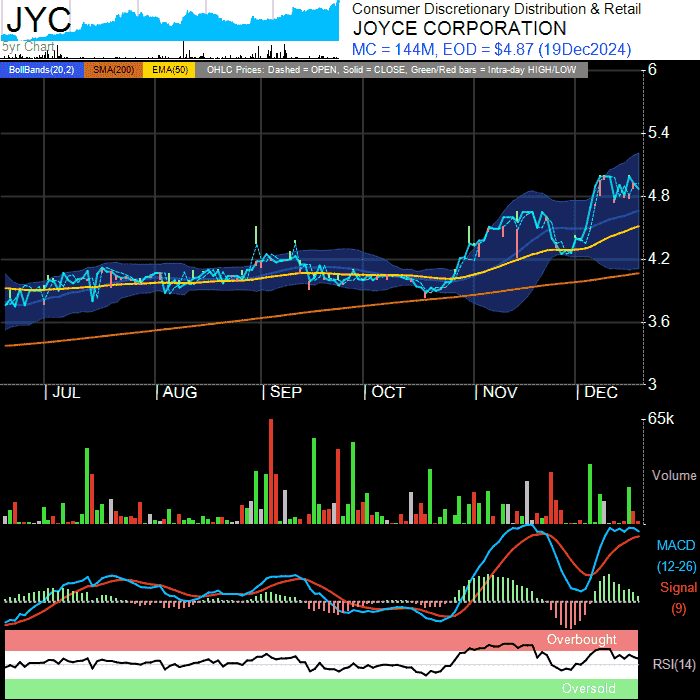 JYC
5yr Chart
Consumer Discretionary Distribution & Retail
JOYCE CORPORATION
MC = 144M, EOD = $4.87 (19Dec2024)
BollBands(20,2) SMA(200) EMA(50) OHLC Prices: Dashed = OPEN, Solid = CLOSE, Green/Red bars = Intra-day HIGH/LOW
6
5.4
4.8
4.2
3.6
3
| JUL | AUG | SEP | OCT | NOV | DEC
65k
Volume
MACD
(12-26)
Signal
(9)
Overbought
RSI(14)
Oversold